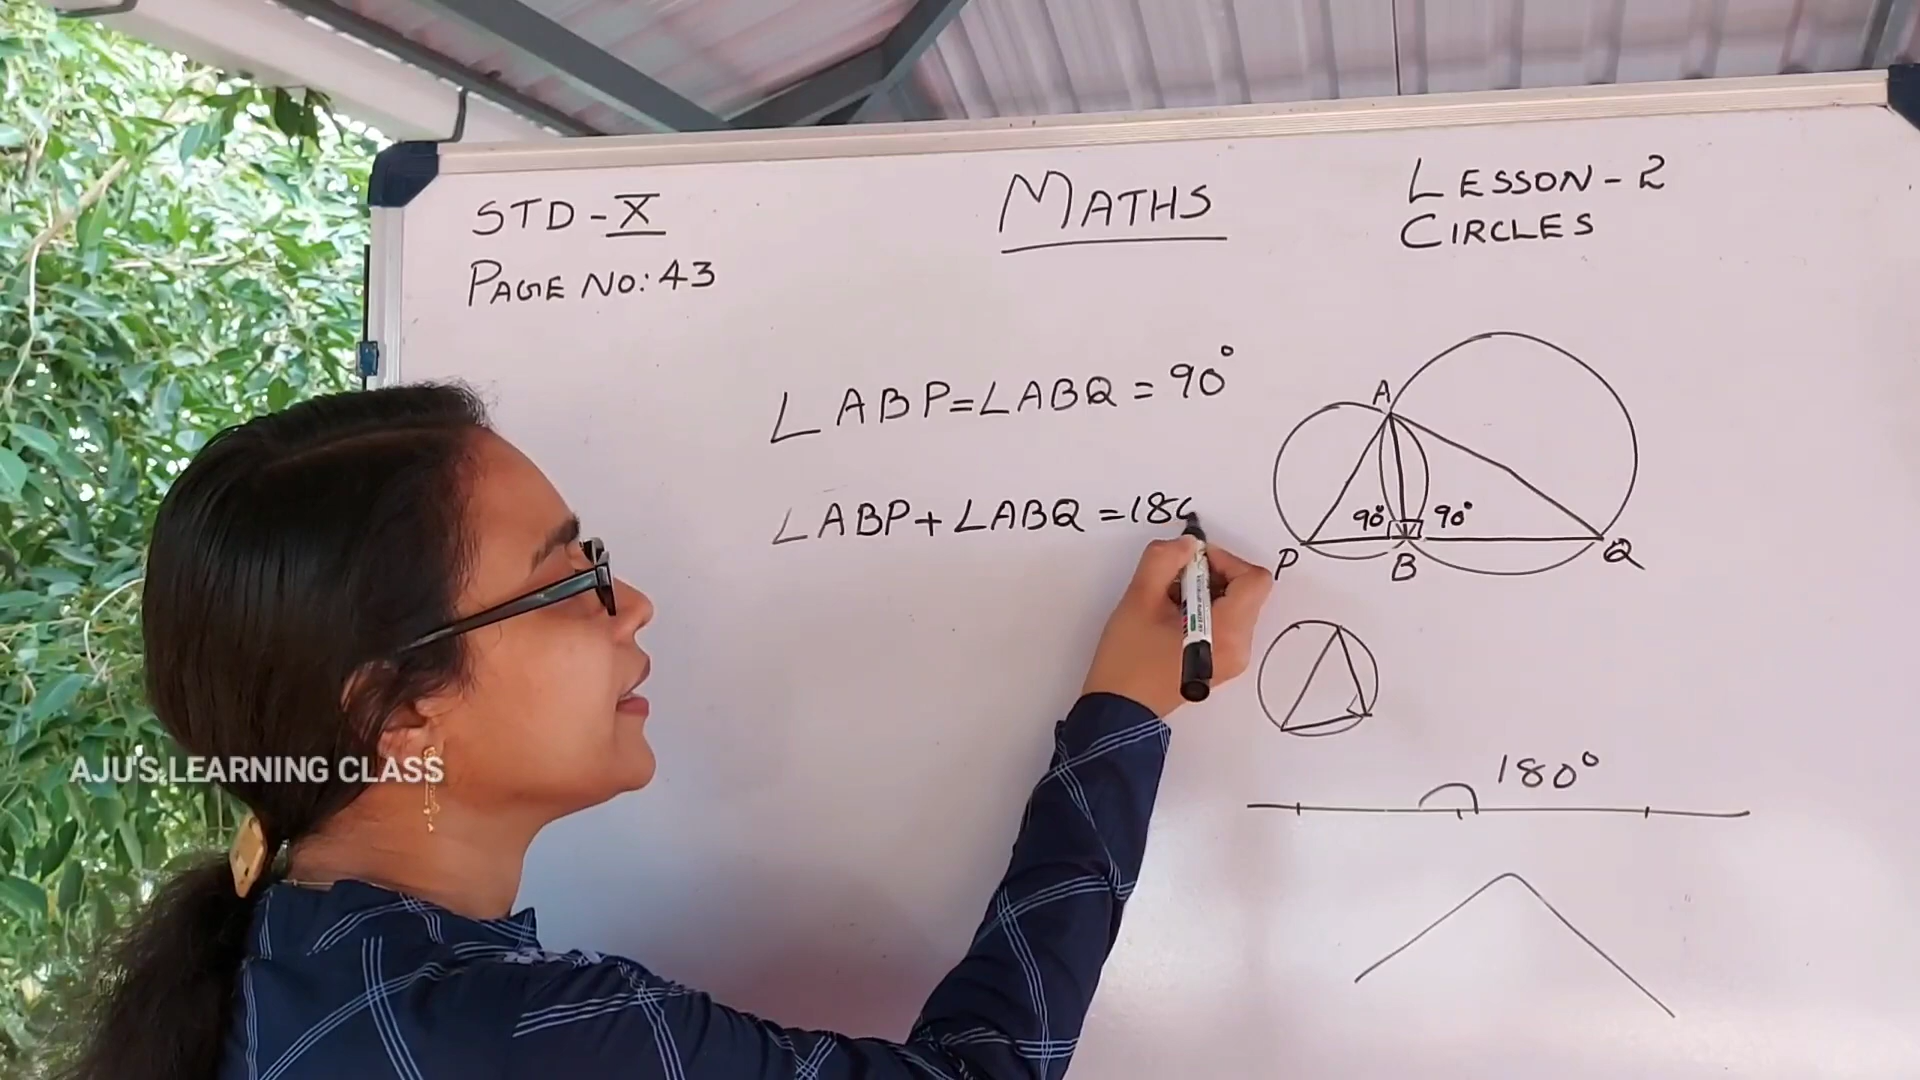 STD - X
PAGE NO: 43
MATHS
LESSON - 2
CIRCLES
∠ABP = ∠ABQ = 90°
∠ABP + ∠ABQ = 180
A
90° 90°
P B Q
180°
AJU'S LEARNING CLASS